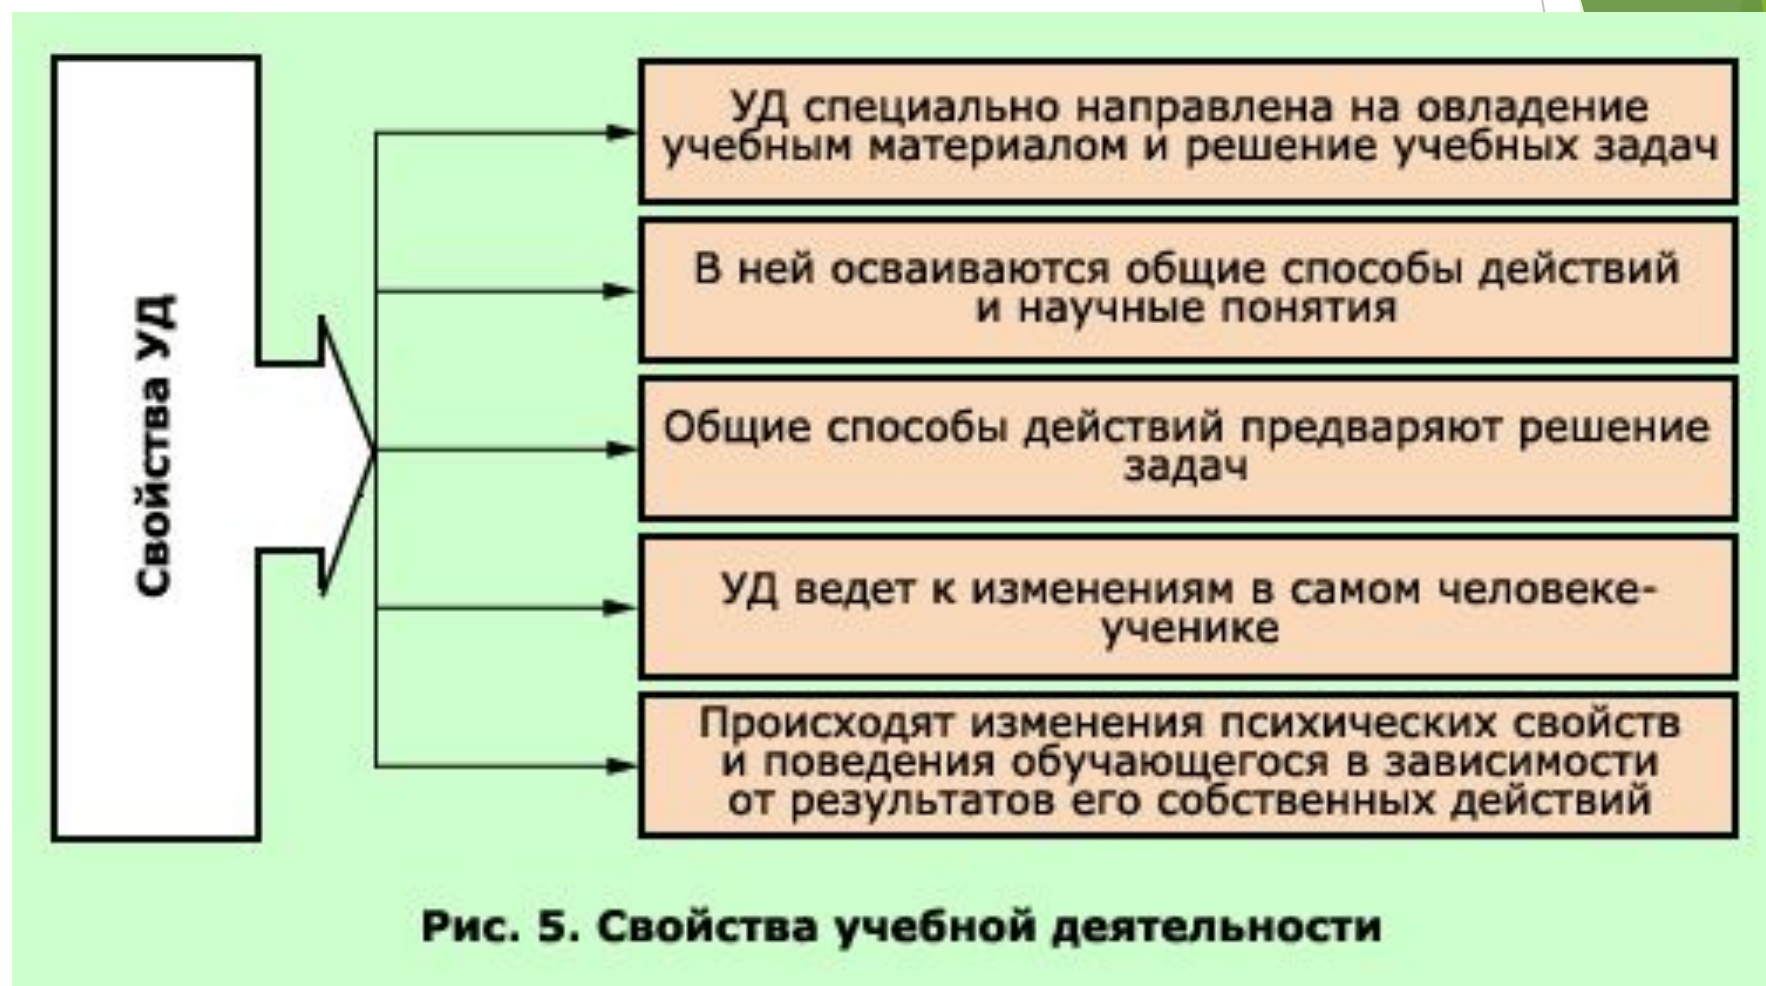 Свойства УД
УД специально направлена на овладение
учебным материалом и решение учебных задач
В ней осваиваются общие способы действий
и научные понятия
Общие способы действий предваряют решение
задач
УД ведет к изменениям в самом человеке-
ученике
Происходят изменения психических свойств
и поведения обучающегося в зависимости
от результатов его собственных действий
Рис. 5. Свойства учебной деятельности